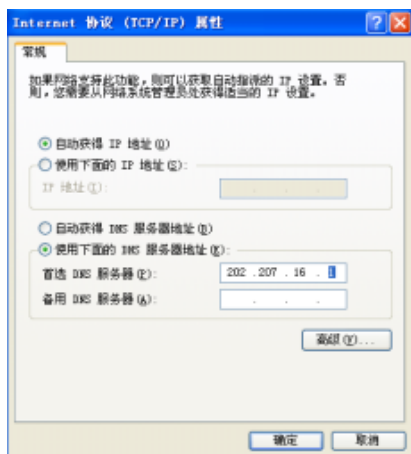 Internet 协议 (TCP/IP) 属性
常规
如果网络支持此功能，则可以获取自动指派的 IP 设置。否
则，您需要从网络系统管理员处获得适当的 IP 设置。
自动获得 IP 地址(O)
使用下面的 IP 地址(S):
IP 地址(I):
自动获得 DNS 服务器地址(B)
使用下面的 DNS 服务器地址(E):
首选 DNS 服务器(P): 202 .207 .16 .1
备用 DNS 服务器(A): . . .
高级(V)...
确定 取消